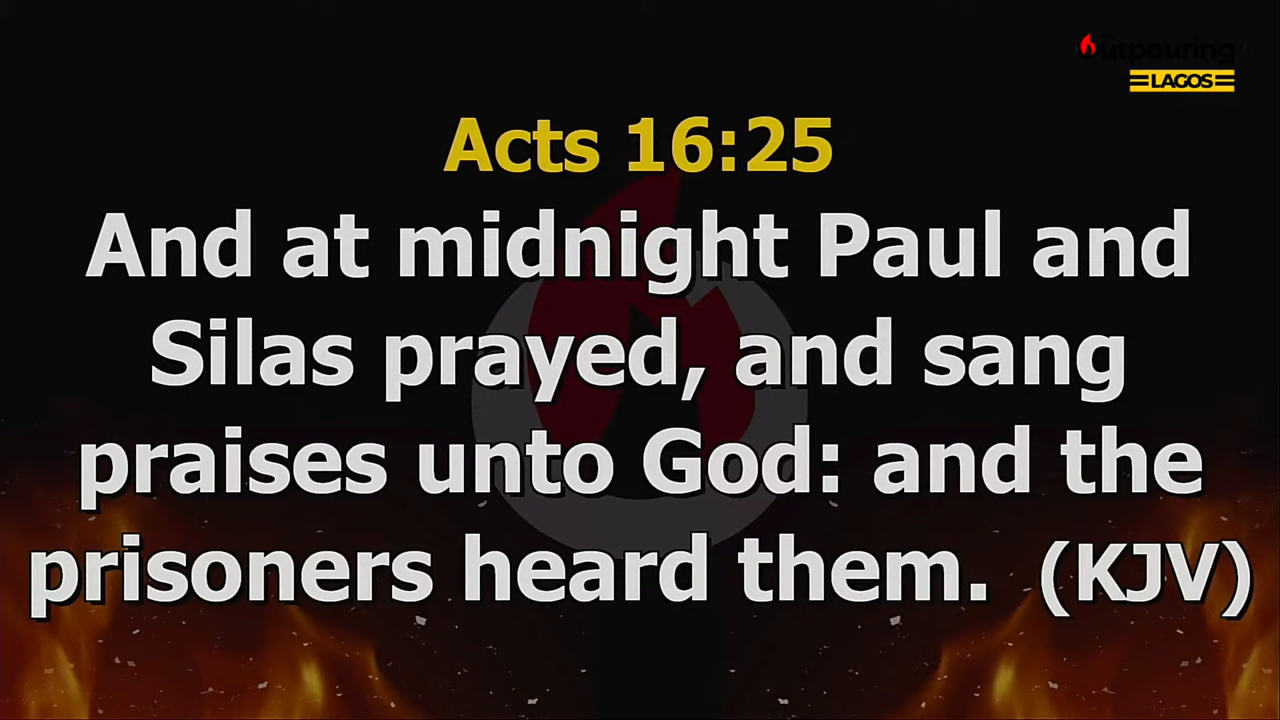 Outpouring
LAGOS
Acts 16:25
And at midnight Paul and
Silas prayed, and sang
praises unto God: and the
prisoners heard them. (KJV)